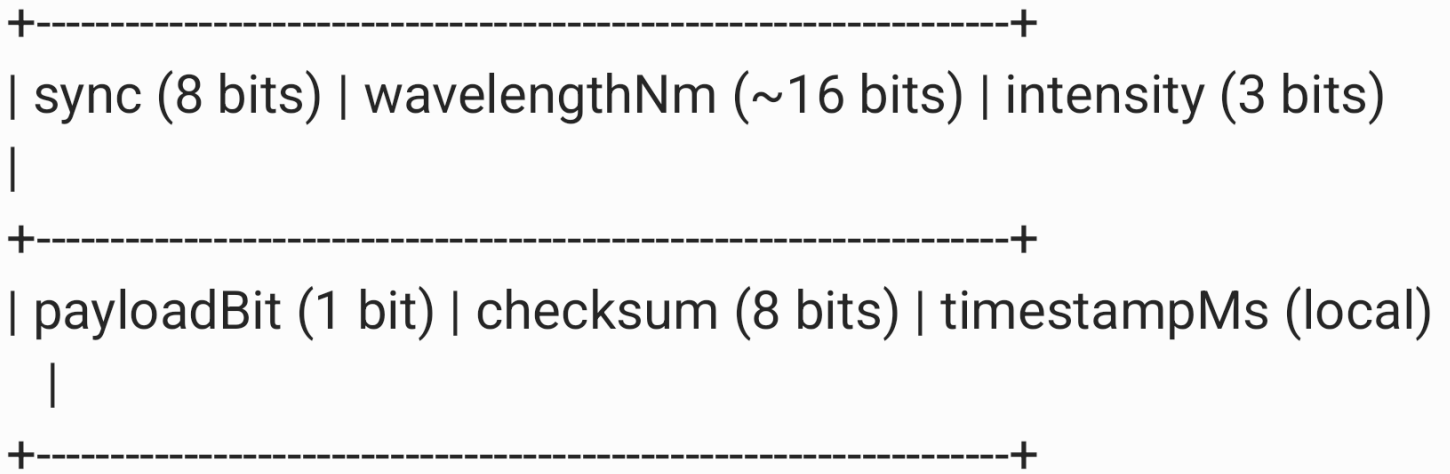 +------------------------------------------------------------------+
| sync (8 bits) | wavelengthNm (~16 bits) | intensity (3 bits)
|
+------------------------------------------------------------------+
| payloadBit (1 bit) | checksum (8 bits) | timestampMs (local)
|
+------------------------------------------------------------------+